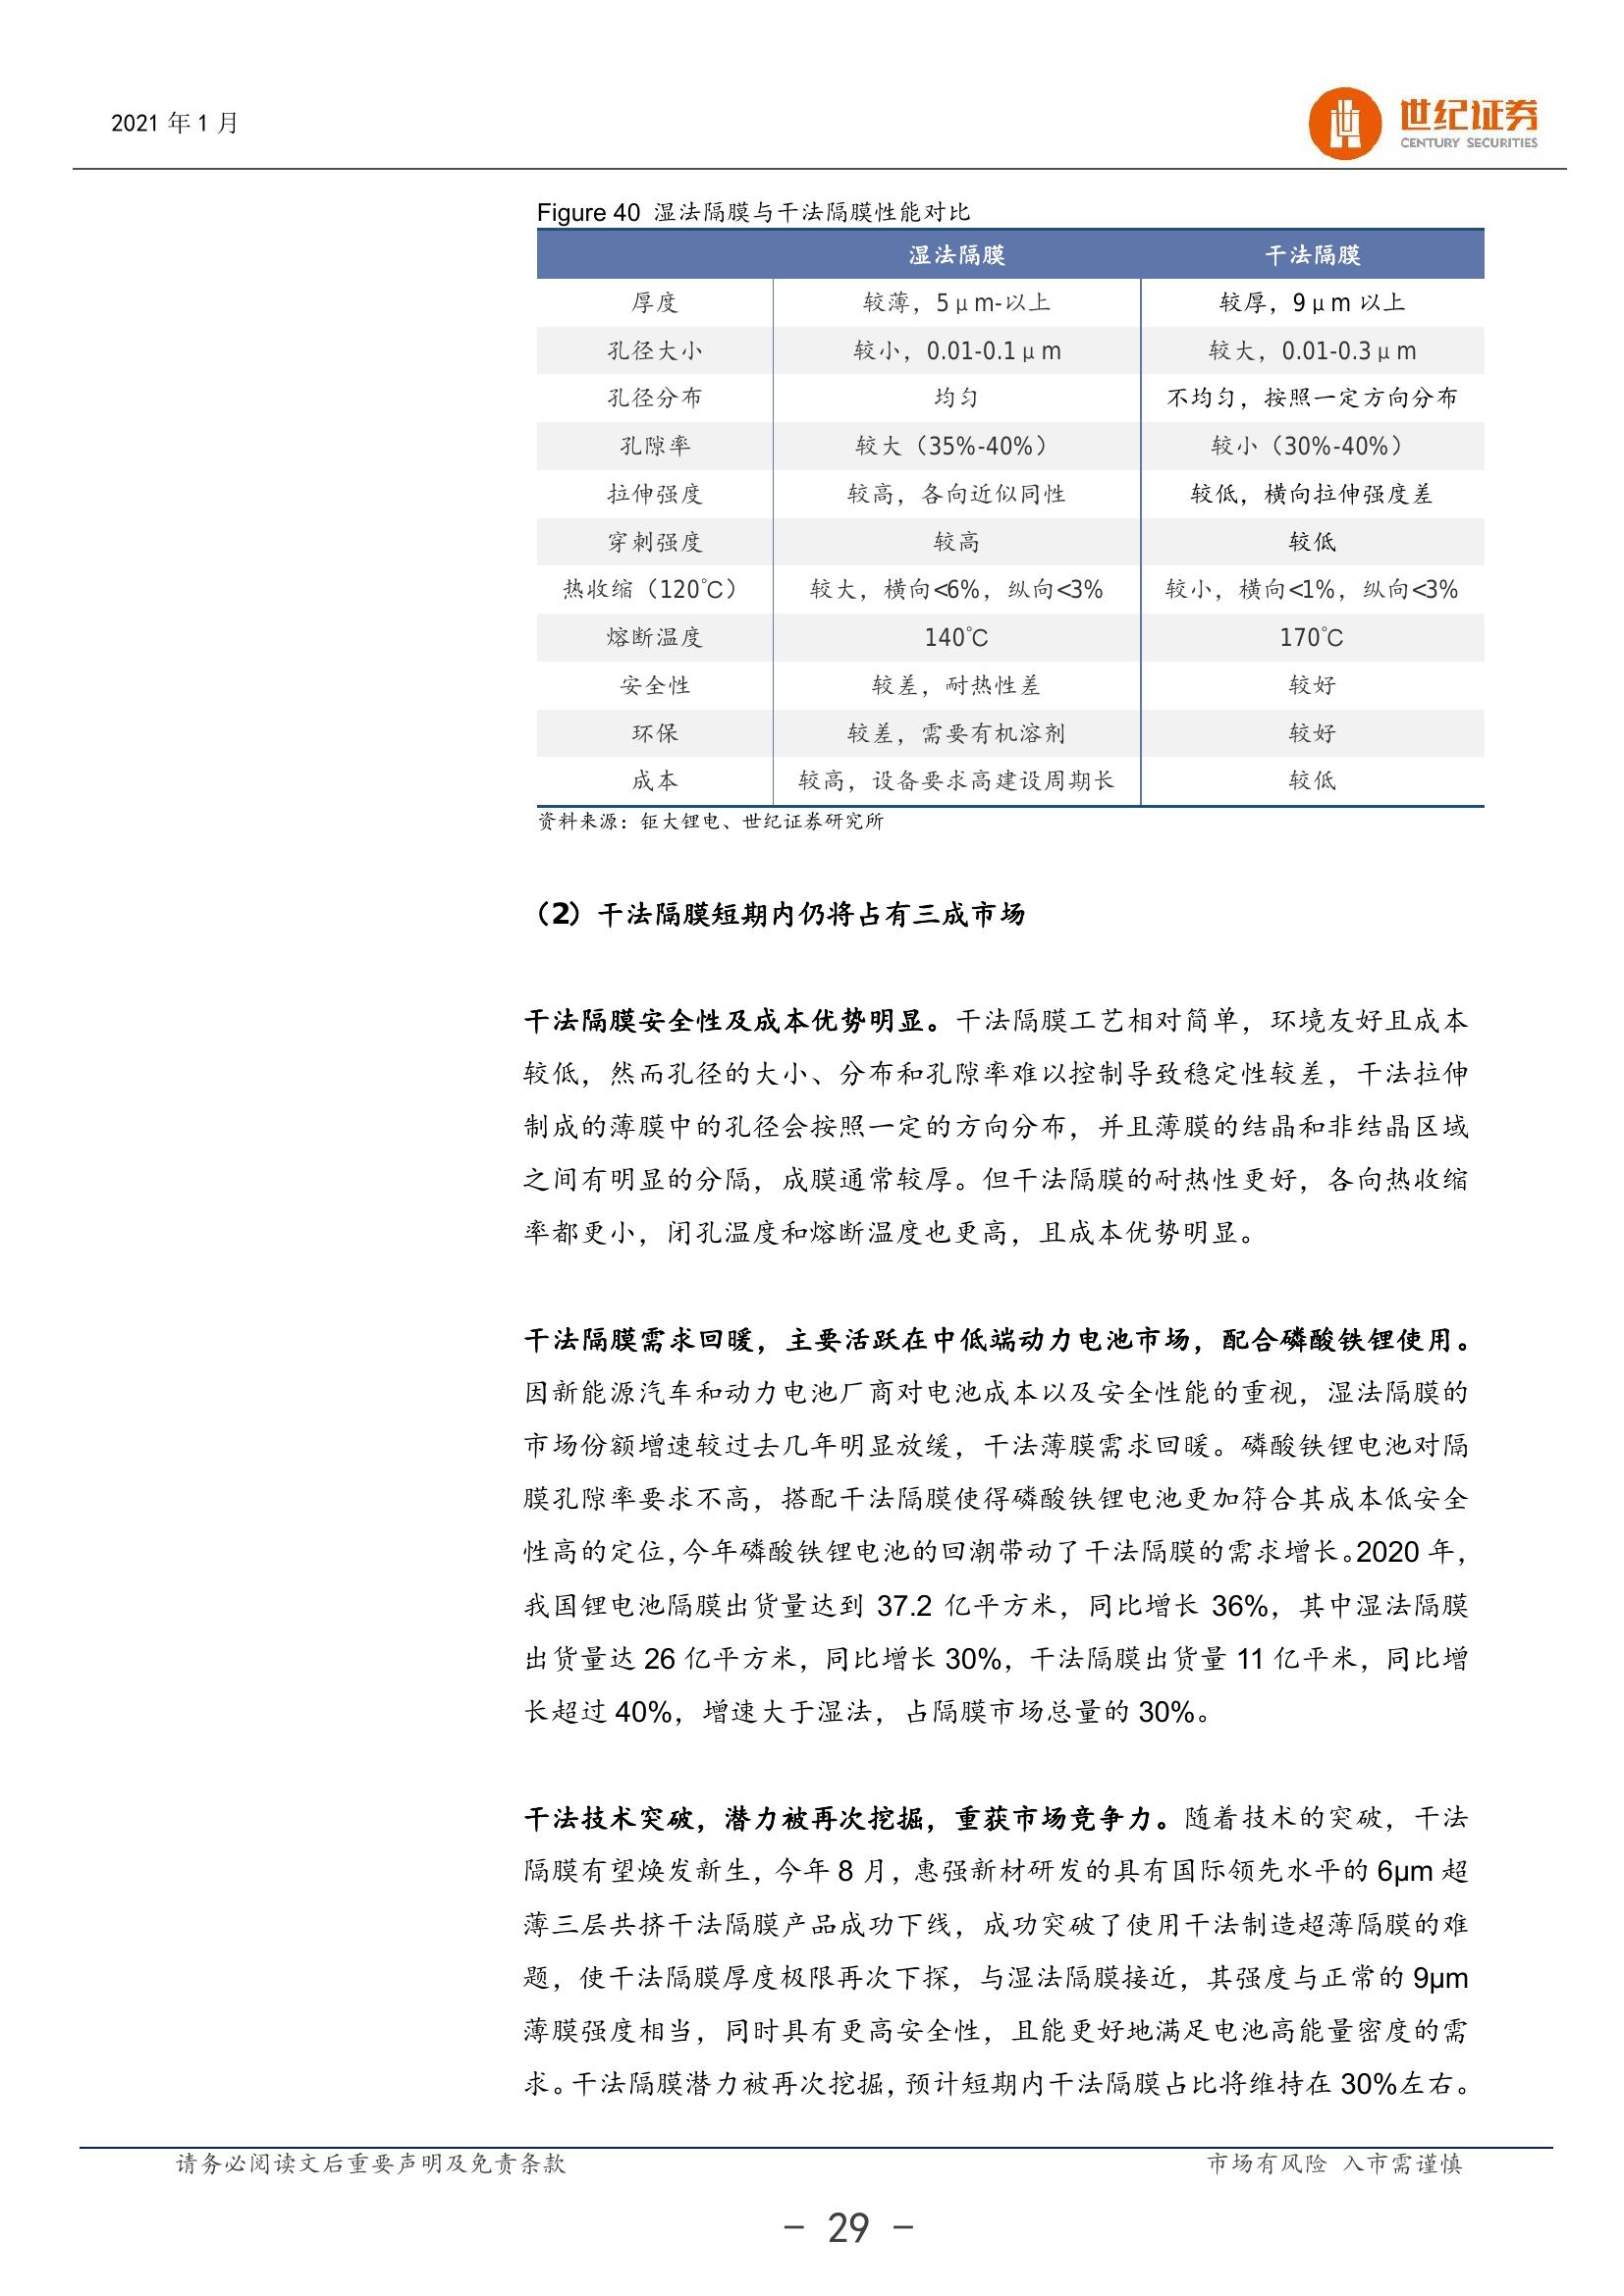 2021 年 1 月
世纪证券
CENTURY SECURITIES
Figure 40 湿法隔膜与干法隔膜性能对比
湿法隔膜 干法隔膜
厚度 较薄，5μm-以上 较厚，9μm 以上
孔径大小 较小，0.01-0.1μm 较大，0.01-0.3μm
孔径分布 均匀 不均匀，按照一定方向分布
孔隙率 较大（35%-40%） 较小（30%-40%）
拉伸强度 较高，各向近似同性 较低，横向拉伸强度差
穿刺强度 较高 较低
热收缩（120℃） 较大，横向<6%，纵向<3% 较小，横向<1%，纵向<3%
熔断温度 140℃ 170℃
安全性 较差，耐热性差 较好
环保 较差，需要有机溶剂 较好
成本 较高，设备要求高建设周期长 较低
资料来源：钜大锂电、世纪证券研究所
（2）干法隔膜短期内仍将占有三成市场
干法隔膜安全性及成本优势明显。干法隔膜工艺相对简单，环境友好且成本
较低，然而孔径的大小、分布和孔隙率难以控制导致稳定性较差，干法拉伸
制成的薄膜中的孔径会按照一定的方向分布，并且薄膜的结晶和非结晶区域
之间有明显的分隔，成膜通常较厚。但干法隔膜的耐热性更好，各向热收缩
率都更小，闭孔温度和熔断温度也更高，且成本优势明显。
干法隔膜需求回暖，主要活跃在中低端动力电池市场，配合磷酸铁锂使用。
因新能源汽车和动力电池厂商对电池成本以及安全性能的重视，湿法隔膜的
市场份额增速较过去几年明显放缓，干法薄膜需求回暖。磷酸铁锂电池对隔
膜孔隙率要求不高，搭配干法隔膜使得磷酸铁锂电池更加符合其成本低安全
性高的定位，今年磷酸铁锂电池的回潮带动了干法隔膜的需求增长。2020 年，
我国锂电池隔膜出货量达到 37.2 亿平方米，同比增长 36%，其中湿法隔膜
出货量达 26 亿平方米，同比增长 30%，干法隔膜出货量 11 亿平米，同比增
长超过 40%，增速大于湿法，占隔膜市场总量的 30%。
干法技术突破，潜力被再次挖掘，重获市场竞争力。随着技术的突破，干法
隔膜有望焕发新生，今年 8 月，惠强新材研发的具有国际领先水平的 6μm 超
薄三层共挤干法隔膜产品成功下线，成功突破了使用干法制造超薄隔膜的难
题，使干法隔膜厚度极限再次下探，与湿法隔膜接近，其强度与正常的 9μm
薄膜强度相当，同时具有更高安全性，且能更好地满足电池高能量密度的需
求。干法隔膜潜力被再次挖掘，预计短期内干法隔膜占比将维持在 30%左右。
请务必阅读文后重要声明及免责条款 市场有风险 入市需谨慎
- 29 -